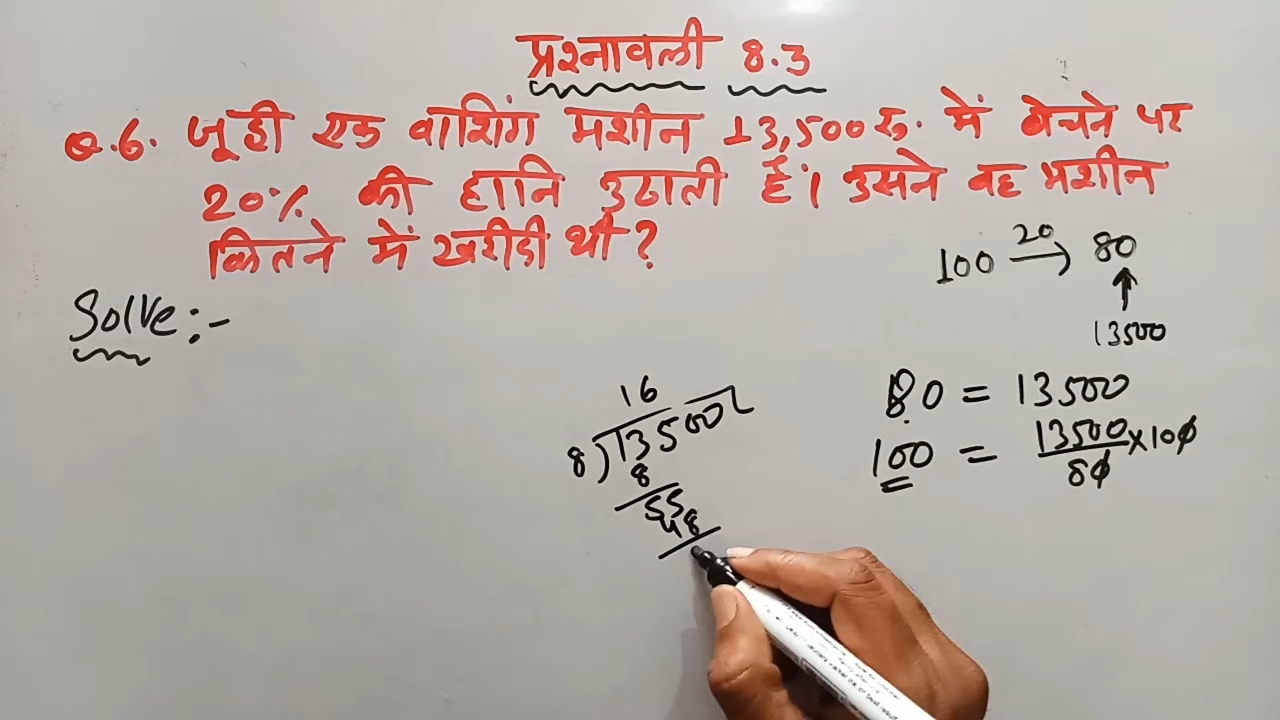 प्रश्नावली 8.3
Q.6. जूही एक वाशिंग मशीन 13,500 रु. में बेचने पर
20% की हानि उठाती हैं। उसने वह मशीन
कितने में खरीदी थी?
100 20→ 80
↑
13500
Solve:-
80 = 13500
100 = 13500/80 ×100
16
8)13500
8
55
48